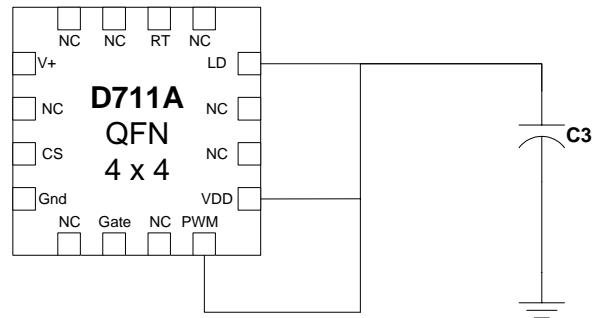 NC NC RT NC
V+ LD
D711A
NC NC
QFN
CS NC
4 x 4
Gnd VDD
NC Gate NC PWM
C3